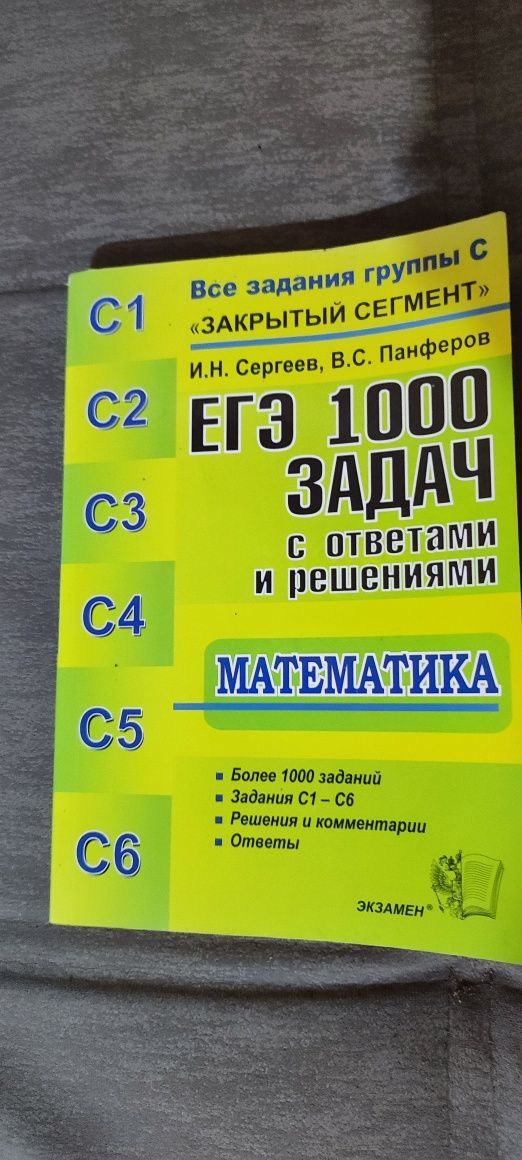 С1
С2
С3
С4
С5
С6
Все задания группы С
«ЗАКРЫТЫЙ СЕГМЕНТ»
И.Н. Сергеев, В.С. Панферов
ЕГЭ 1000
ЗАДАЧ
с ответами
и решениями
МАТЕМАТИКА
▪ Более 1000 заданий
▪ Задания С1 – С6
▪ Решения и комментарии
▪ Ответы
ЭКЗАМЕН®